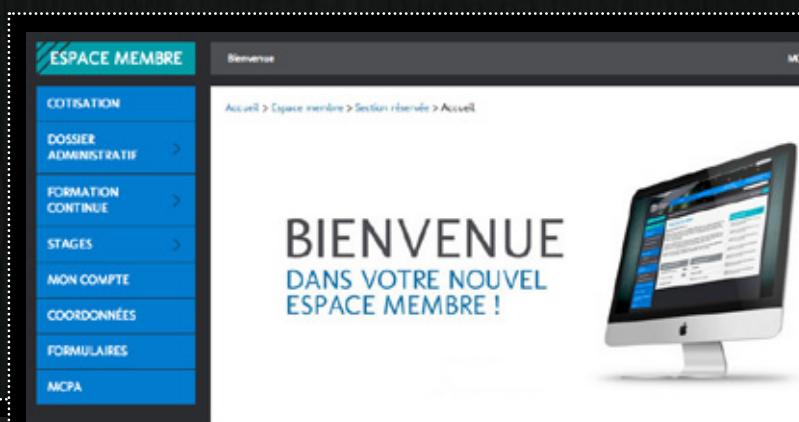 ESPACE MEMBRE
Bienvenue
COTISATION
DOSSIER
ADMINISTRATIF
FORMATION
CONTINUE
STAGES
MON COMPTE
COORDONNÉES
FORMULAIRES
MCPA
Accueil > Espace membre > Section réservée > Accueil
BIENVENUE
DANS VOTRE NOUVEL
ESPACE MEMBRE !